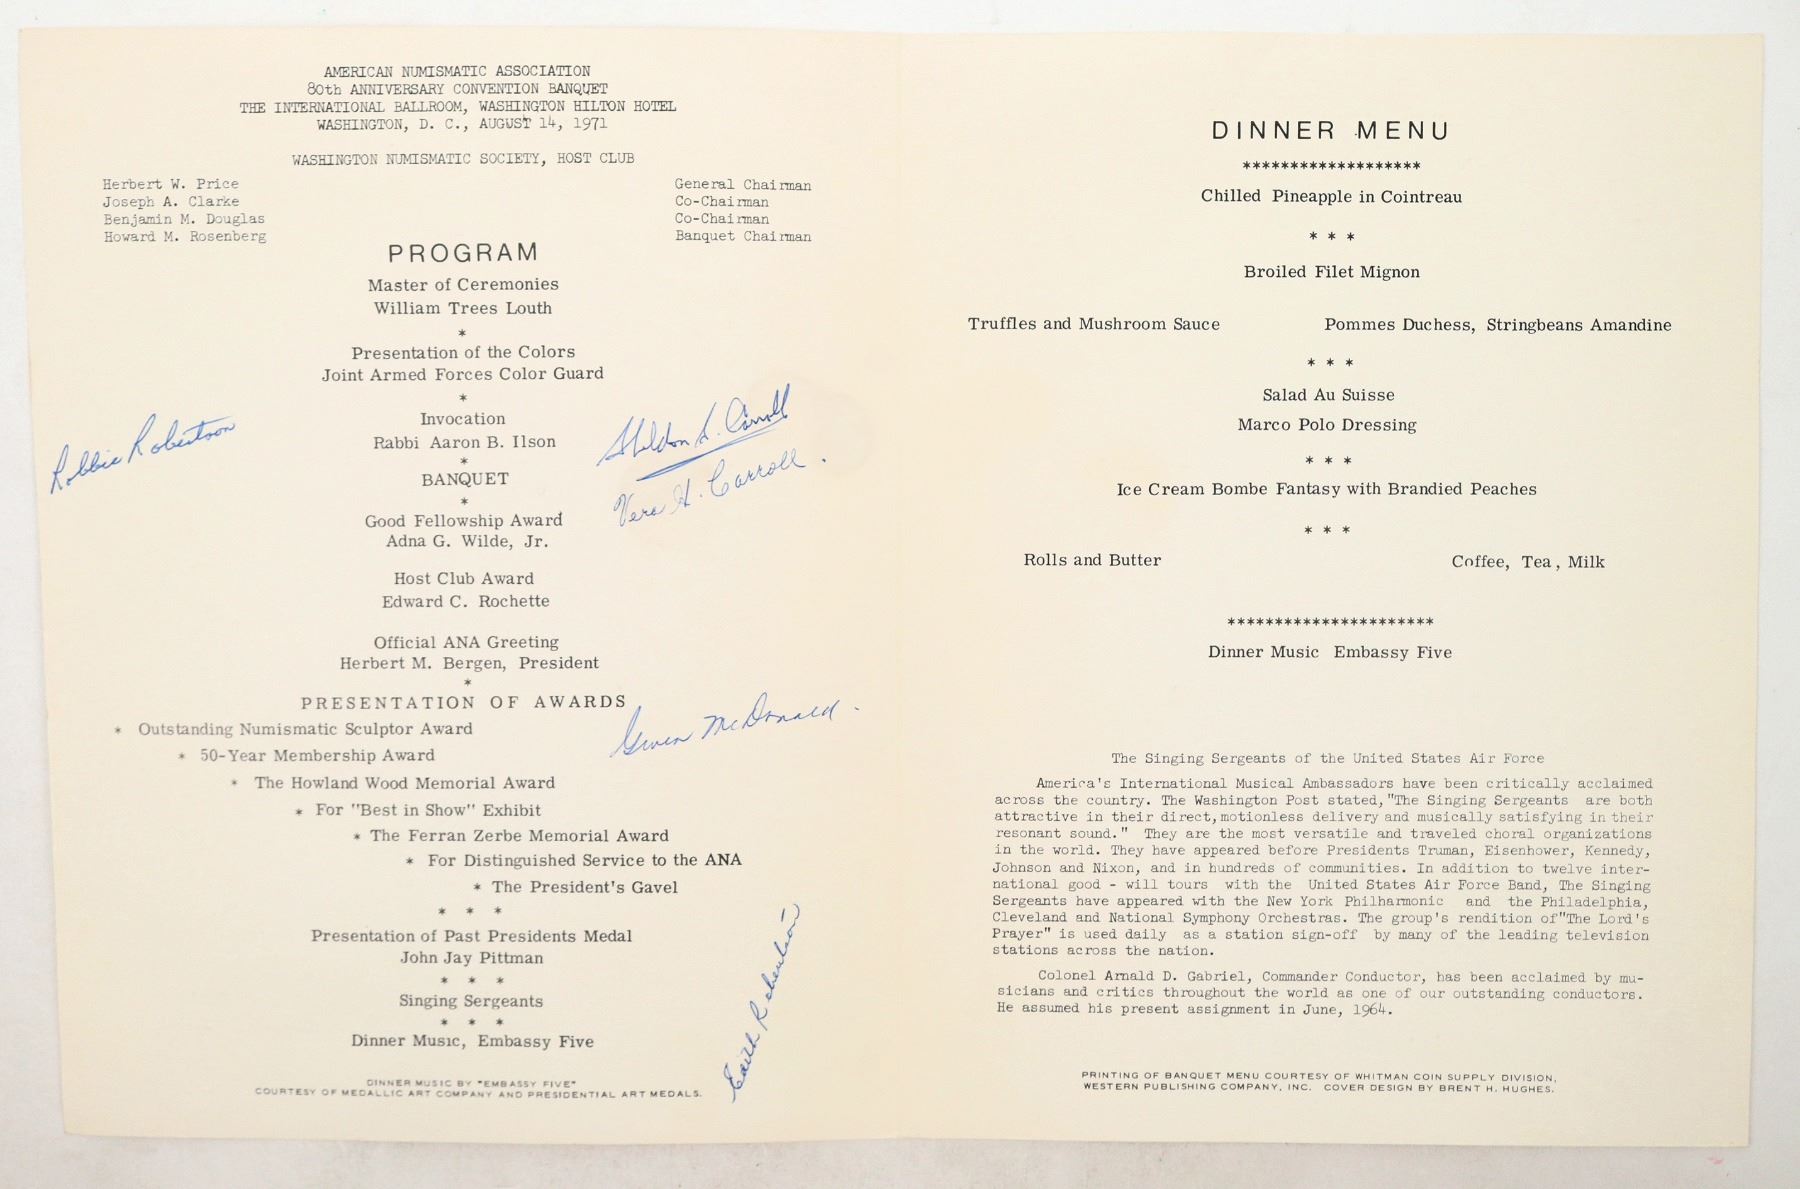 AMERICAN NUMISMATIC ASSOCIATION
80th ANNIVERSARY CONVENTION BANQUET
THE INTERNATIONAL BALLROOM, WASHINGTON HILTON HOTEL
WASHINGTON, D. C., AUGUST 14, 1971
WASHINGTON NUMISMATIC SOCIETY, HOST CLUB
Herbert W. Price General Chairman
Joseph A. Clarke Co-Chairman
Benjamin M. Douglas Co-Chairman
Howard M. Rosenberg Banquet Chairman
PROGRAM
Master of Ceremonies
William Trees Louth
*
Presentation of the Colors
Joint Armed Forces Color Guard
*
Invocation
Rabbi Aaron B. Ilson
*
BANQUET
*
Good Fellowship Award
Adna G. Wilde, Jr.
Robbie Robertson
Sheldon L. Carroll
Vera H. Carroll.
Host Club Award
Edward C. Rochette
Official ANA Greeting
Herbert M. Bergen, President
*
PRESENTATION OF AWARDS
Gwen McDonald.
* Outstanding Numismatic Sculptor Award
* 50-Year Membership Award
* The Howland Wood Memorial Award
* For "Best in Show" Exhibit
* The Ferran Zerbe Memorial Award
* For Distinguished Service to the ANA
* The President's Gavel
* * *
Presentation of Past Presidents Medal
John Jay Pittman
* * *
Singing Sergeants
* * *
Dinner Music, Embassy Five
Edith Robertson
DINNER MUSIC BY "EMBASSY FIVE"
COURTESY OF MEDALLIC ART COMPANY AND PRESIDENTIAL ART MEDALS.
DINNER MENU
*******************
Chilled Pineapple in Cointreau
* * *
Broiled Filet Mignon
Truffles and Mushroom Sauce Pommes Duchess, Stringbeans Amandine
* * *
Salad Au Suisse
Marco Polo Dressing
* * *
Ice Cream Bombe Fantasy with Brandied Peaches
* * *
Rolls and Butter Coffee, Tea, Milk
**********************
Dinner Music Embassy Five
The Singing Sergeants of the United States Air Force
America's International Musical Ambassadors have been critically acclaimed
across the country. The Washington Post stated, "The Singing Sergeants are both
attractive in their direct, motionless delivery and musically satisfying in their
resonant sound." They are the most versatile and traveled choral organizations
in the world. They have appeared before Presidents Truman, Eisenhower, Kennedy,
Johnson and Nixon, and in hundreds of communities. In addition to twelve inter-
national good - will tours with the United States Air Force Band, The Singing
Sergeants have appeared with the New York Philharmonic and the Philadelphia,
Cleveland and National Symphony Orchestras. The group's rendition of "The Lord's
Prayer" is used daily as a station sign-off by many of the leading television
stations across the nation.
Colonel Arnald D. Gabriel, Commander Conductor, has been acclaimed by mu-
sicians and critics throughout the world as one of our outstanding conductors.
He assumed his present assignment in June, 1964.
PRINTING OF BANQUET MENU COURTESY OF WHITMAN COIN SUPPLY DIVISION,
WESTERN PUBLISHING COMPANY, INC. COVER DESIGN BY BRENT H. HUGHES.